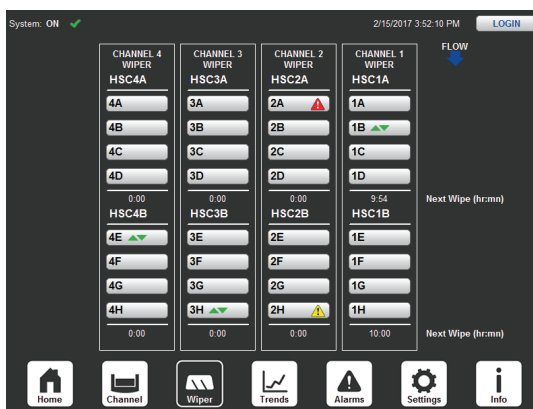 System: ON
2/15/2017 3:52:10 PM
LOGIN
CHANNEL 4 WIPER
HSC4A
4A
4B
4C
4D
0:00
HSC4B
4E
4F
4G
4H
0:00
CHANNEL 3 WIPER
HSC3A
3A
3B
3C
3D
0:00
HSC3B
3E
3F
3G
3H
0:00
CHANNEL 2 WIPER
HSC2A
2A
2B
2C
2D
0:00
HSC2B
2E
2F
2G
2H
0:00
CHANNEL 1 WIPER
HSC1A
1A
1B
1C
1D
9:54
HSC1B
1E
1F
1G
1H
10:00
FLOW
Next Wipe (hr:mn)
Next Wipe (hr:mn)
Home
Channel
Wiper
Trends
Alarms
Settings
Info